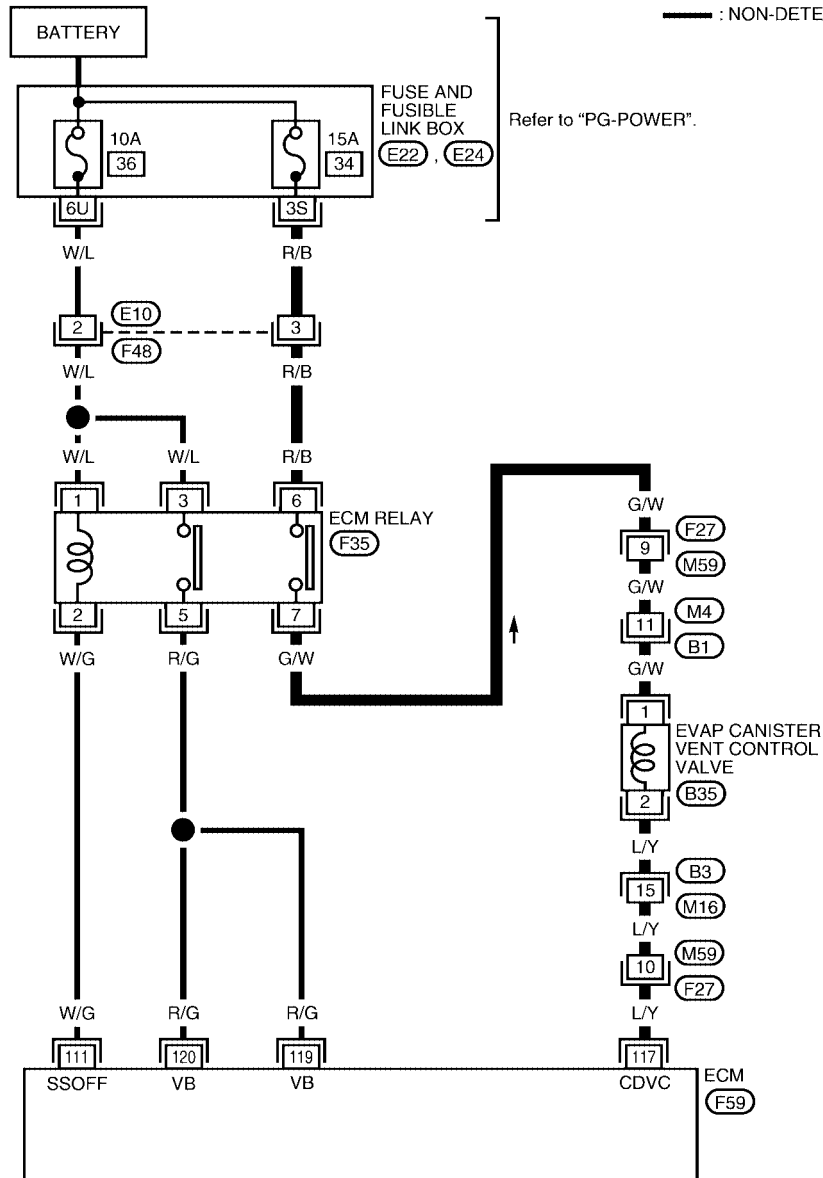 : NON-DETE
BATTERY
FUSE AND
FUSIBLE
LINK BOX
E22 , E24
Refer to “PG-POWER”.
10A
36
15A
34
6U
3S
W/L
R/B
2
E10
F48
3
W/L
R/B
W/L
W/L
R/B
1
3
6
ECM RELAY
F35
2
5
7
W/G
R/G
G/W
G/W
9
F27
M59
G/W
11
M4
B1
G/W
1
EVAP CANISTER
VENT CONTROL
VALVE
B35
2
L/Y
15
B3
M16
L/Y
10
M59
F27
W/G
R/G
R/G
L/Y
111
120
119
117
SSOFF
VB
VB
CDVC
ECM
F59